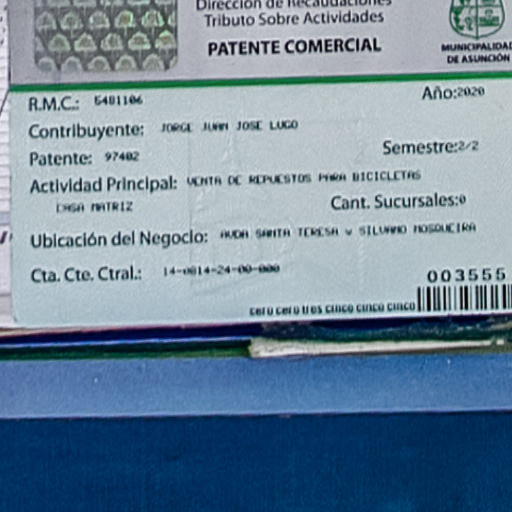 Dirección de Recaudaciones
Tributo Sobre Actividades
PATENTE COMERCIAL
MUNICIPALIDAD
DE ASUNCIÓN
R.M.C.: 5401106
Año:2020
Contribuyente: JORGE JUAN JOSE LUGO
Patente: 97402
Semestre:2/2
Actividad Principal: VENTA DE REPUESTOS PARA BICICLETAS
CASA MATRIZ
Cant. Sucursales:0
Ubicación del Negocio: AVDA SANTA TERESA y SILVANO MOSQUEIRA
Cta. Cte. Ctral.: 14-0814-24-00-000
003555
cero cero tres cinco cinco cinco